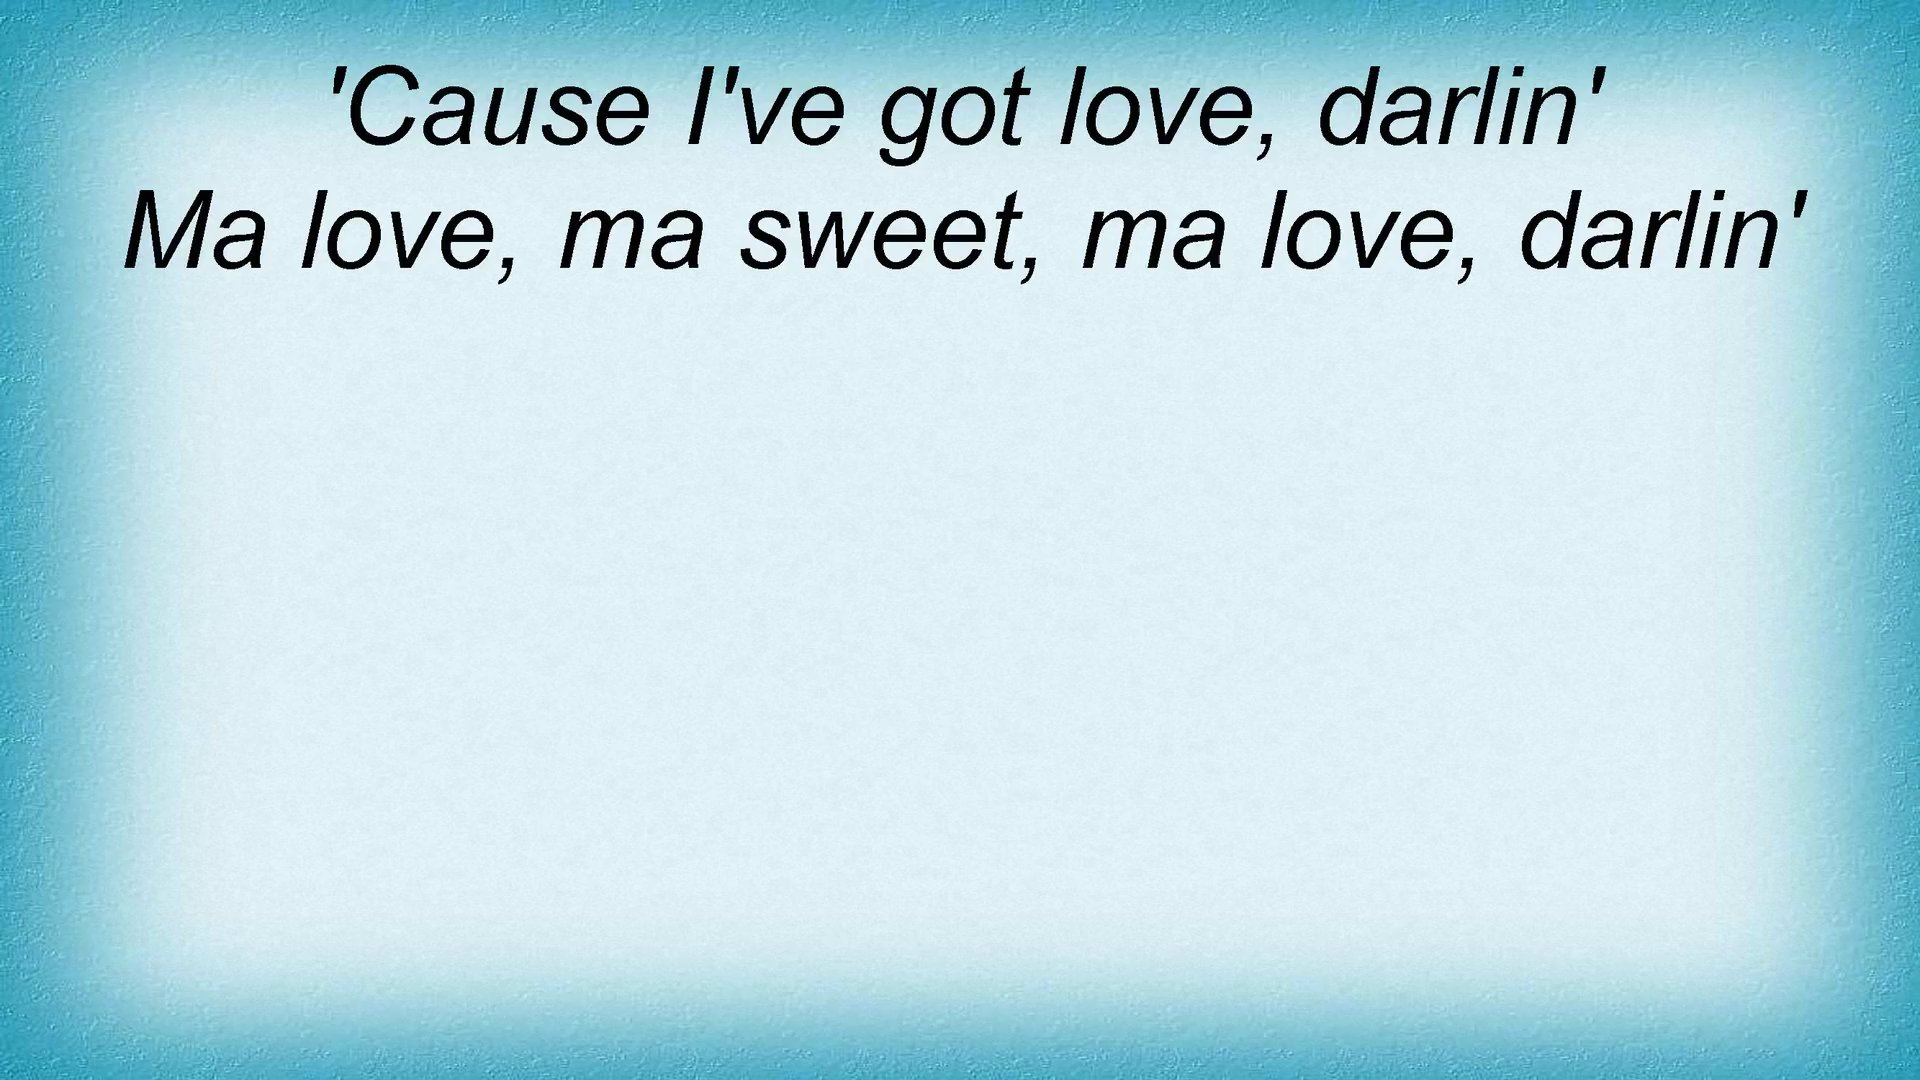 'Cause I've got love, darlin'
Ma love, ma sweet, ma love, darlin'